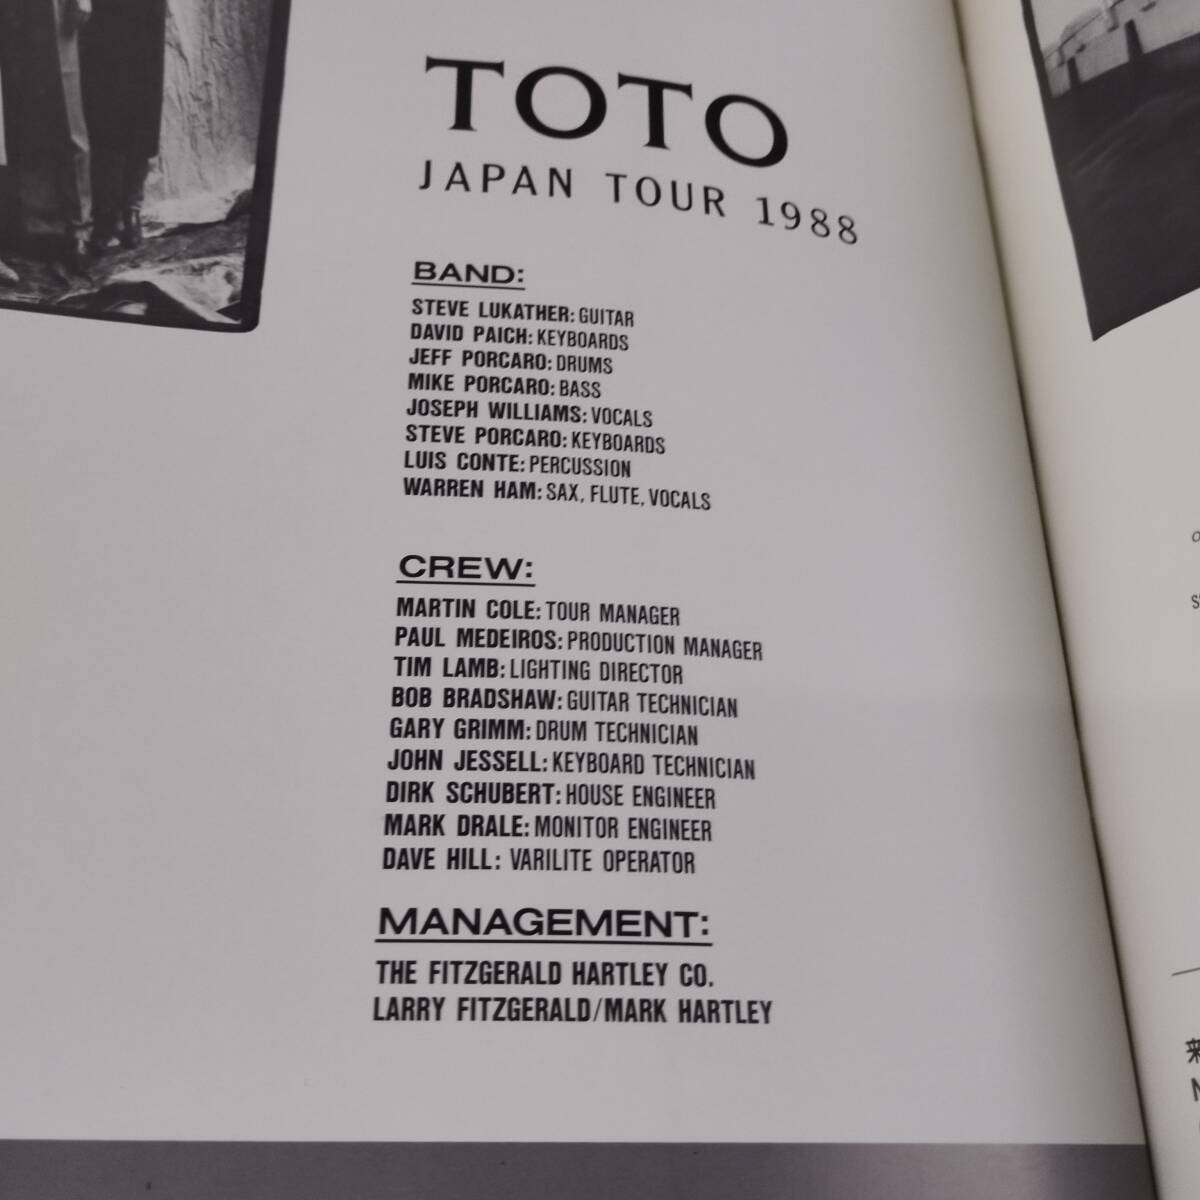 TOTO
JAPAN TOUR 1988
BAND:
STEVE LUKATHER: GUITAR
DAVID PAICH: KEYBOARDS
JEFF PORCARO: DRUMS
MIKE PORCARO: BASS
JOSEPH WILLIAMS: VOCALS
STEVE PORCARO: KEYBOARDS
LUIS CONTE: PERCUSSION
WARREN HAM: SAX, FLUTE, VOCALS
CREW:
MARTIN COLE: TOUR MANAGER
PAUL MEDEIROS: PRODUCTION MANAGER
TIM LAMB: LIGHTING DIRECTOR
BOB BRADSHAW: GUITAR TECHNICIAN
GARY GRIMM: DRUM TECHNICIAN
JOHN JESSELL: KEYBOARD TECHNICIAN
DIRK SCHUBERT: HOUSE ENGINEER
MARK DRALE: MONITOR ENGINEER
DAVE HILL: VARILITE OPERATOR
MANAGEMENT:
THE FITZGERALD HARTLEY CO.
LARRY FITZGERALD/MARK HARTLEY